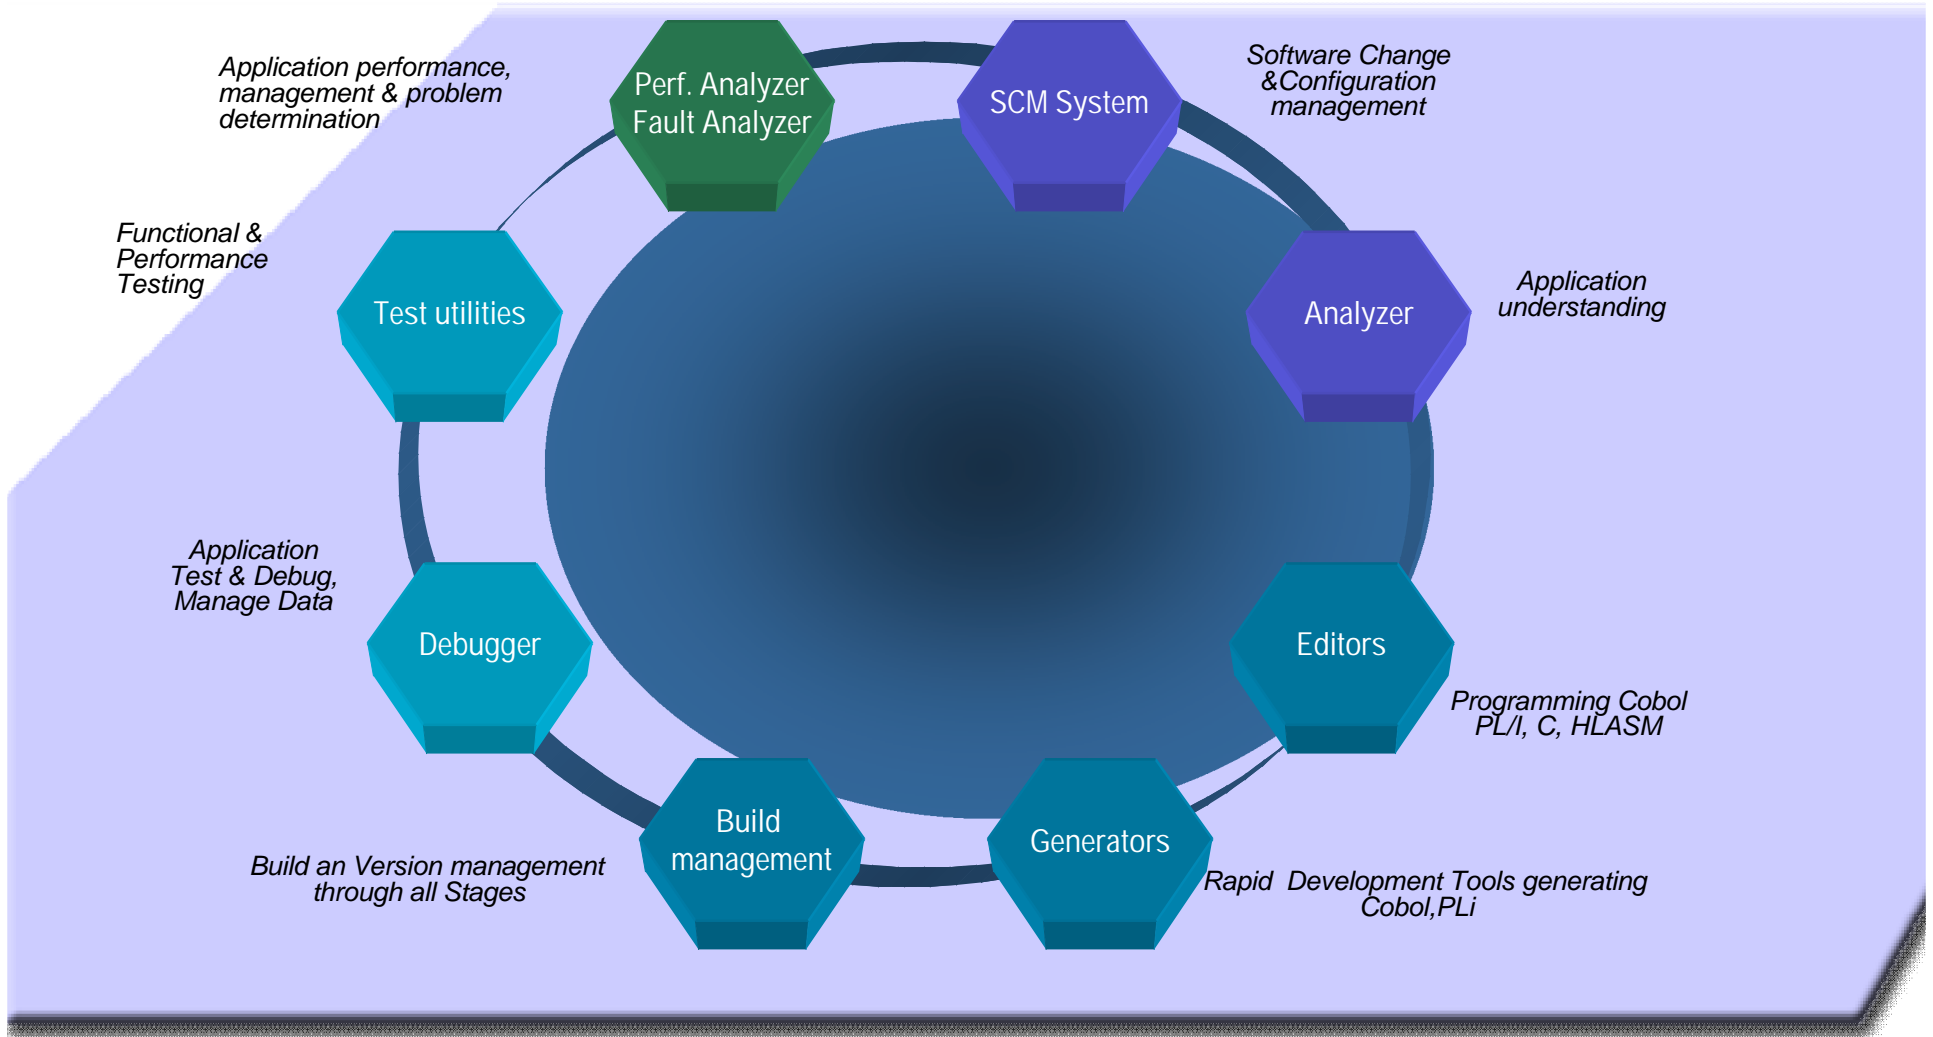 Application performance,
management & problem
determination
Perf. Analyzer
Fault Analyzer
SCM System
Software Change
&Configuration
management
Functional &
Performance
Testing
Test utilities
Analyzer
Application
understanding
Application
Test & Debug,
Manage Data
Debugger
Editors
Programming Cobol
PL/I, C, HLASM
Build
management
Generators
Build an Version management
through all Stages
Rapid  Development Tools generating
Cobol,PLi